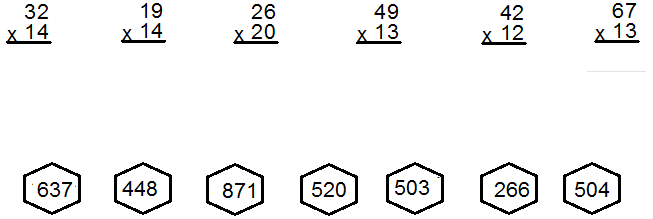 32 19 26 49 42 67
x 14 x 14 x 20 x 13 x 12 x 13
637 448 871 520 503 266 504